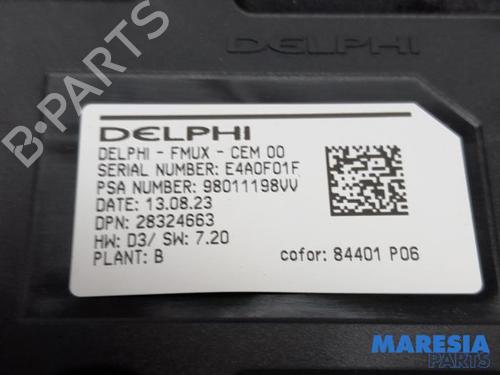 DELPHI
B-PARTS
DELPHI
DELPHI - FMUX - CEM 00
SERIAL NUMBER: E4A0F01F
PSA NUMBER: 98011198VV
DATE: 13.08.23
DPN: 28324663
HW: D3/ SW: 7.20
PLANT: B
cofor: 84401 P06
MARESIA
PARTS